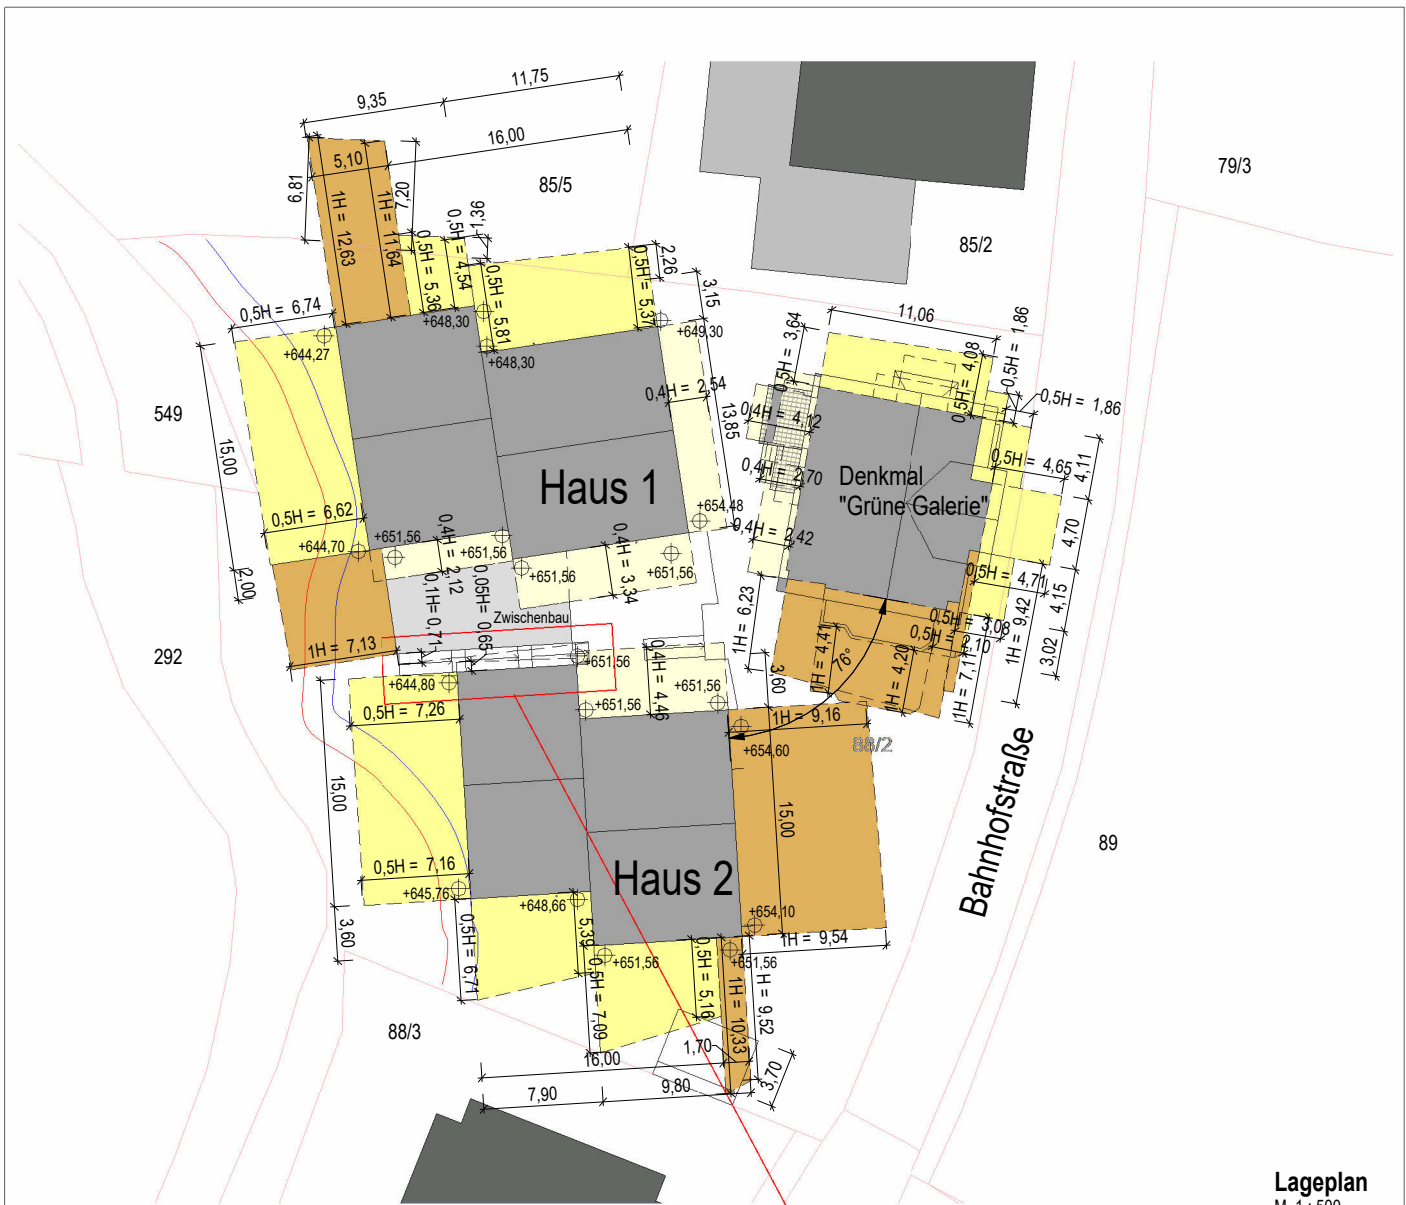 11,75
9,35
16,00
5,10
6,81
7,20
1H = 12,63
1H = 11,64
85/5
79/3
85/2
0,5H = 5,36
0,5H = 4,54
1,36
0,5H = 5,81
0,5H = 5,37
2,26
3,15
0,5H = 6,74
+644,27
+648,30
+648,30
+649,30
11,06
0,5H = 3,64
0,5H = 4,08
0,5H = 1,86
0,5H = 1,86
0,4H = 2,54
13,85
0,4H = 4,12
549
15,00
Haus 1
Denkmal
"Grüne Galerie"
0,4H = 2,70
0,5H = 4,65
4,11
0,5H = 6,62
+654,48
0,4H = 2,42
4,70
+644,70
+651,56
+651,56
0,4H = 2,12
0,4H = 3,34
+651,56
+651,56
2,00
0,1H = 0,71
0,05H = 0,65
Zwischenbau
0,5H = 4,71
4,15
1H = 6,23
0,5H = 3,08
0,5H = 2,10
1H = 9,42
3,02
292
1H = 7,13
+651,56
0,4H = 4,46
1H = 4,41
76°
1H = 4,20
1H = 7,11
+644,80
+651,56
+651,56
3,60
0,5H = 7,26
1H = 9,16
+654,60
88/2
Bahnhofstraße
15,00
15,00
89
0,5H = 7,16
+645,76
Haus 2
+648,66
+654,10
3,60
0,5H = 6,71
5,39
0,5H = 7,09
+651,56
0,5H = 5,16
+651,56
1H = 9,54
1H = 10,33
H = 9,52
88/3
16,00
1,70
7,90
9,80
3,70
Lageplan